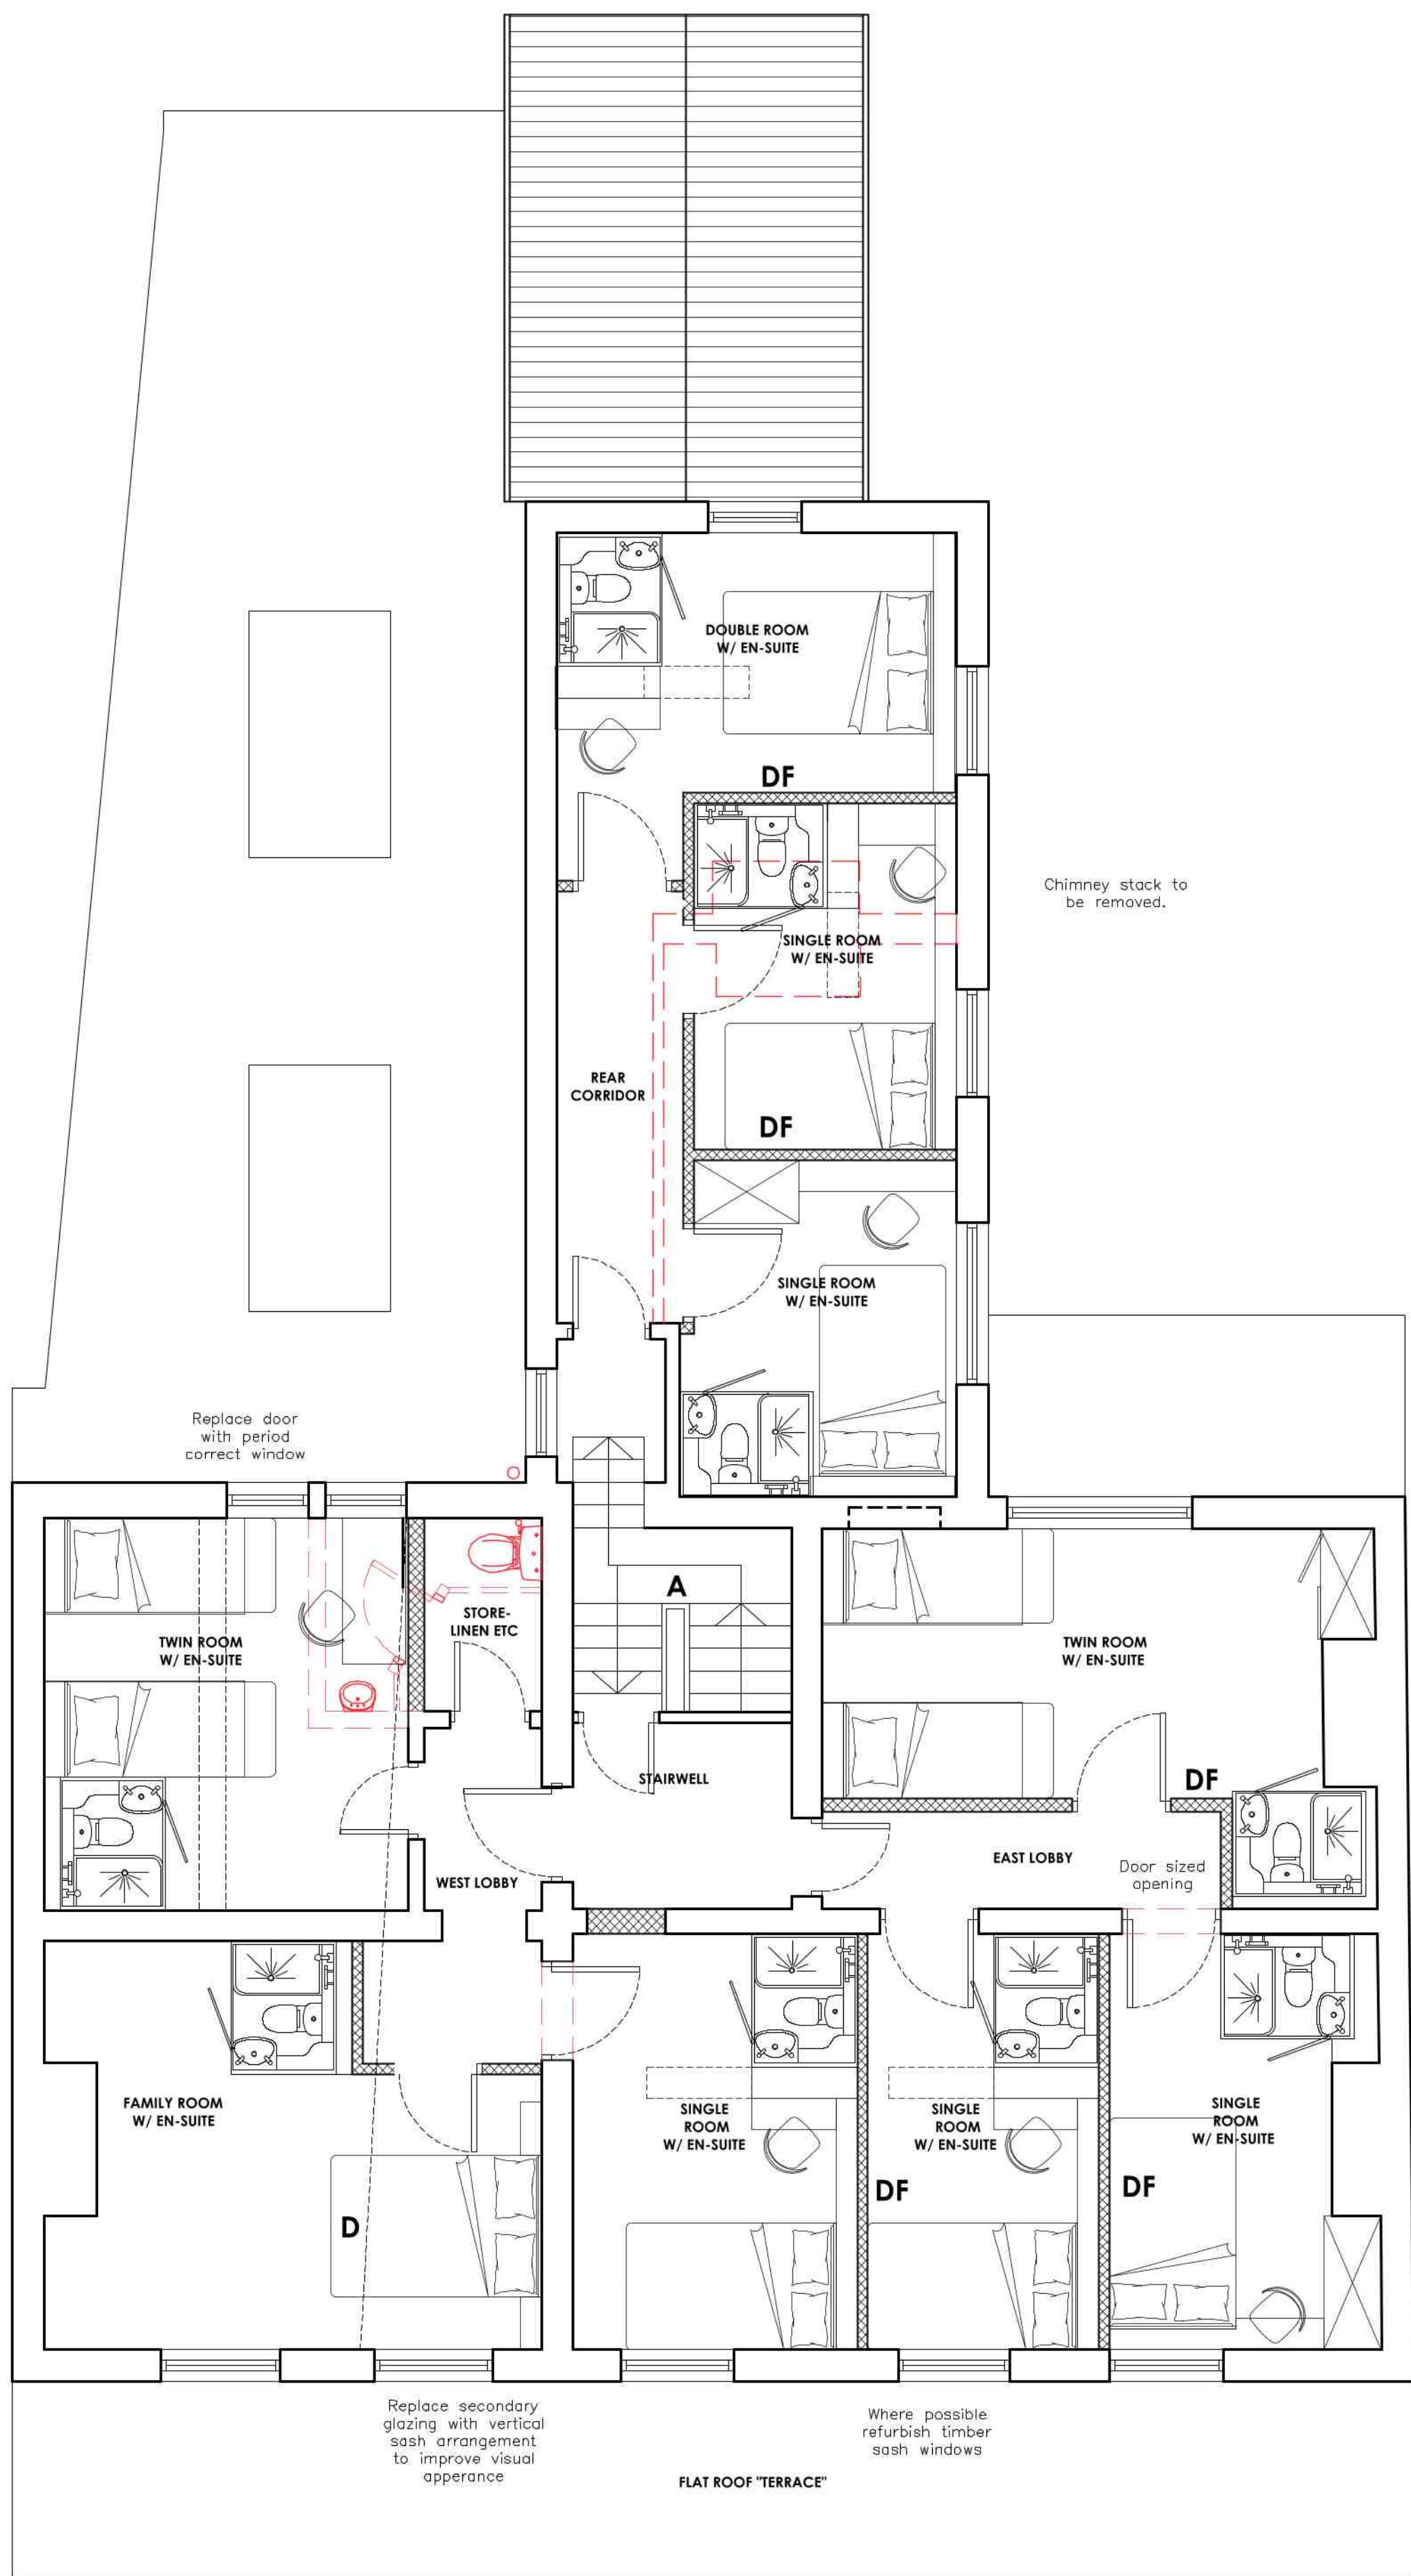 DOUBLE ROOM
W/ EN-SUITE
DF
Chimney stack to
be removed.
SINGLE ROOM
W/ EN-SUITE
REAR
CORRIDOR
DF
SINGLE ROOM
W/ EN-SUITE
Replace door
with period
correct window
A
STORE-
LINEN ETC
TWIN ROOM
W/ EN-SUITE
TWIN ROOM
W/ EN-SUITE
STAIRWELL
DF
WEST LOBBY
EAST LOBBY
Door sized
opening
FAMILY ROOM
W/ EN-SUITE
D
SINGLE
ROOM
W/ EN-SUITE
SINGLE
ROOM
W/ EN-SUITE
DF
SINGLE
ROOM
W/ EN-SUITE
DF
Replace secondary
glazing with vertical
sash arrangement
to improve visual
apperance
Where possible
refurbish timber
sash windows
FLAT ROOF "TERRACE"